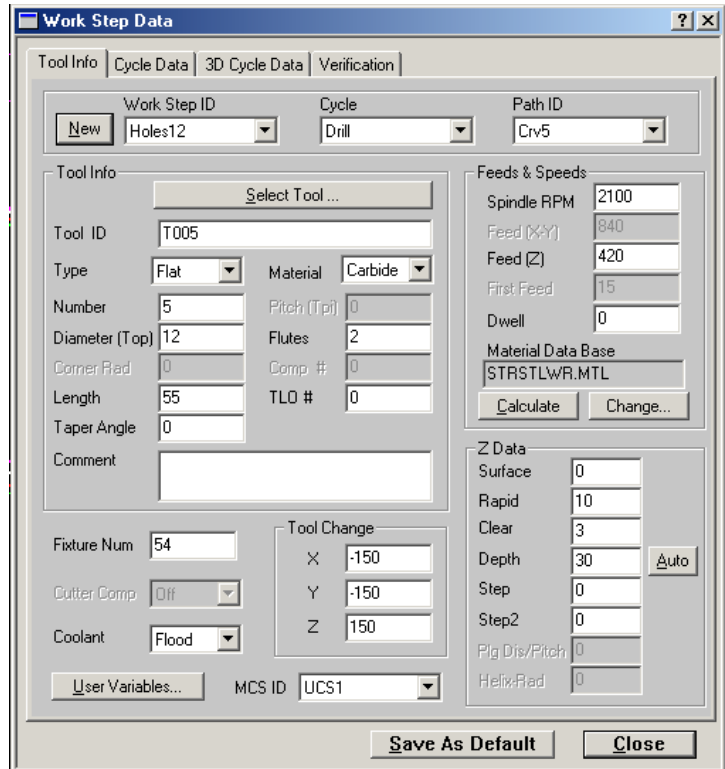 Work Step Data
Tool Info Cycle Data 3D Cycle Data Verification
Work Step ID Cycle Path ID
New Holes12 Drill Crv5
Tool Info
Select Tool ...
Tool ID T005
Type Flat Material Carbide
Number 5 Pitch (Tpi) 0
Diameter (Top) 12 Flutes 2
Corner Rad 0 Comp # 0
Length 55 TLO # 0
Taper Angle 0
Comment
Feeds & Speeds
Spindle RPM 2100
Feed (X-Y) 840
Feed (Z) 420
First Feed 15
Dwell 0
Material Data Base
STRSTLWR.MTL
Calculate Change...
Z Data
Surface 0
Rapid 10
Clear 3
Depth 30 Auto
Step 0
Step2 0
Plg Dis/Pitch 0
Helix-Rad 0
Fixture Num 54
Cutter Comp Off
Coolant Flood
Tool Change
X -150
Y -150
Z 150
User Variables... MCS ID UCS1
Save As Default Close